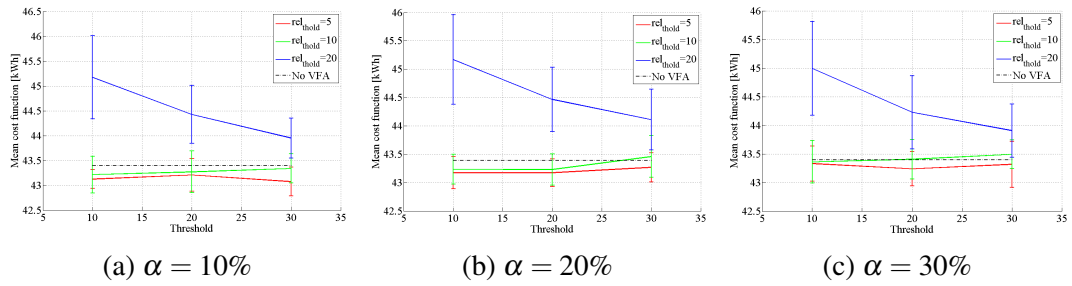 46.5
46
45.5
45
44.5
44
43.5
43
42.5
5 10 15 20 25 30 35
Threshold
Mean cost function [kWh]
rel_thold=5
rel_thold=10
rel_thold=20
No VFA
(a) α = 10%
46
45.5
45
44.5
44
43.5
43
42.5
5 10 15 20 25 30 35
Threshold
Mean cost function [kWh]
rel_thold=5
rel_thold=10
rel_thold=20
No VFA
(b) α = 20%
46
45.5
45
44.5
44
43.5
43
42.5
5 10 15 20 25 30 35
Threshold
Mean cost function [kWh]
rel_thold=5
rel_thold=10
rel_thold=20
No VFA
(c) α = 30%